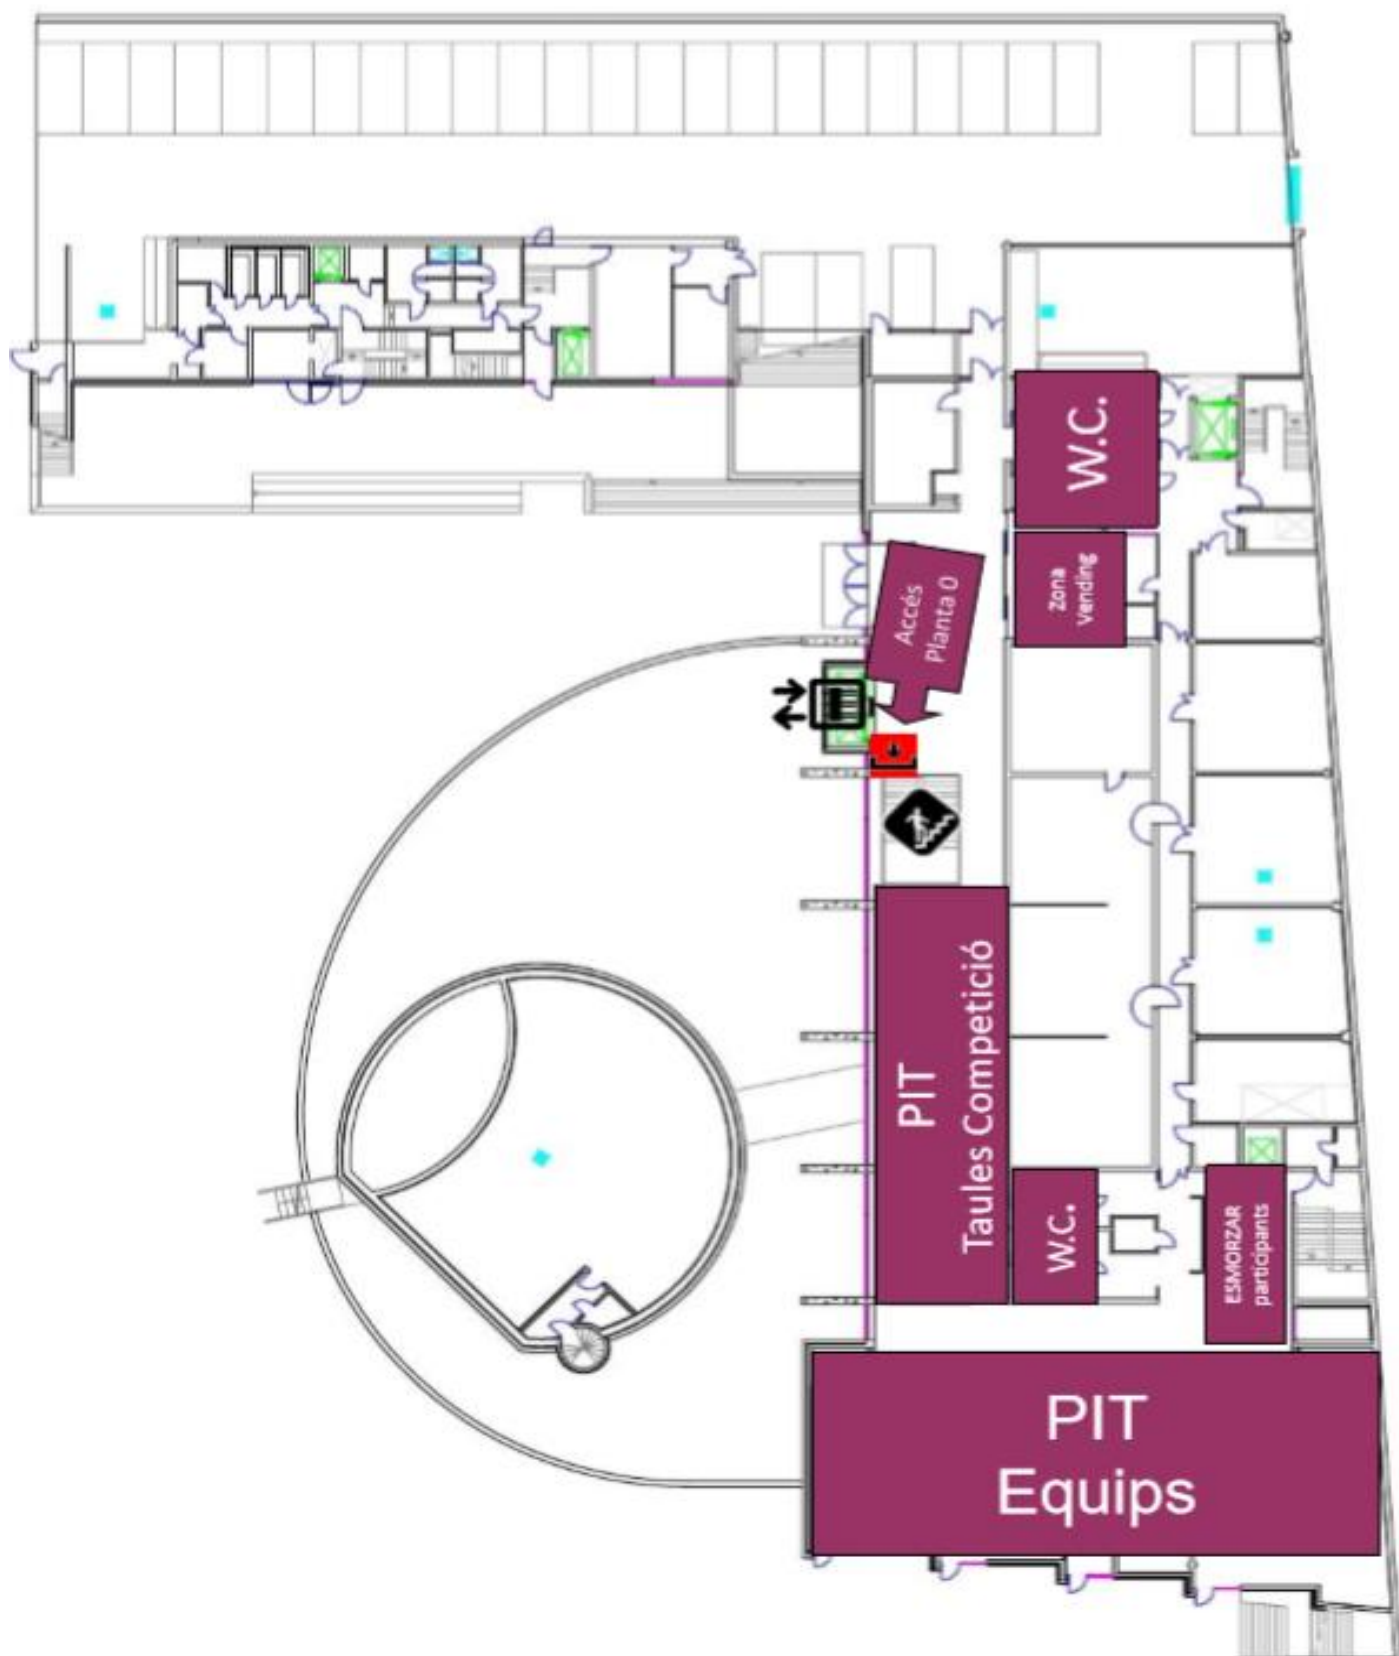 W.C.
Zona
Vending
Accés
Planta 0
PIT
Taules Competició
W.C.
ESMORZAR
participants
PIT
Equips